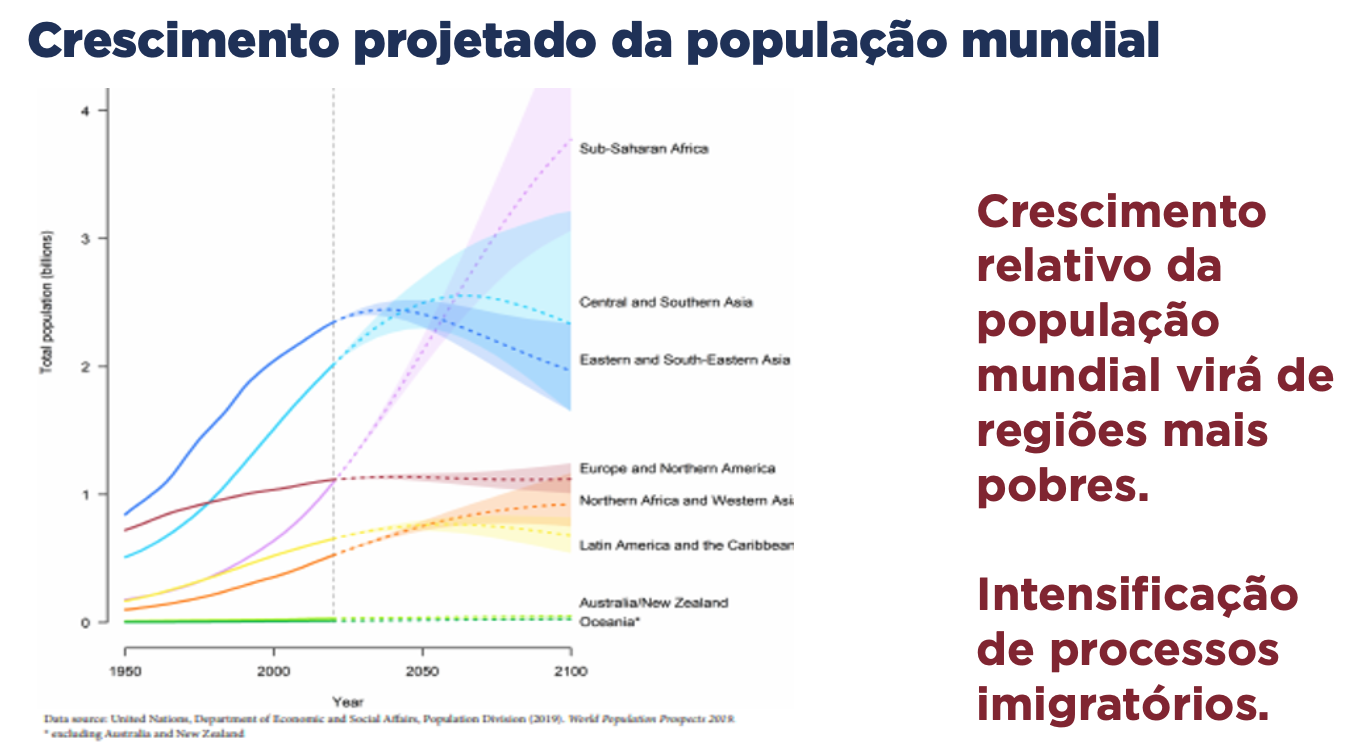 Crescimento projetado da população mundial
4
3
2
1
0
Total population (billions)
Sub-Saharan Africa
Central and Southern Asia
Eastern and South-Eastern Asia
Europe and Northern America
Northern Africa and Western Asi
Latin America and the Caribbean
Australia/New Zealand
Oceania*
1950
2000
2050
2100
Year
Data source: United Nations, Department of Economic and Social Affairs, Population Division (2019). World Population Prospects 2019.
* excluding Australia and New Zealand
Crescimento
relativo da
população
mundial virá de
regiões mais
pobres.
Intensificação
de processos
imigratórios.